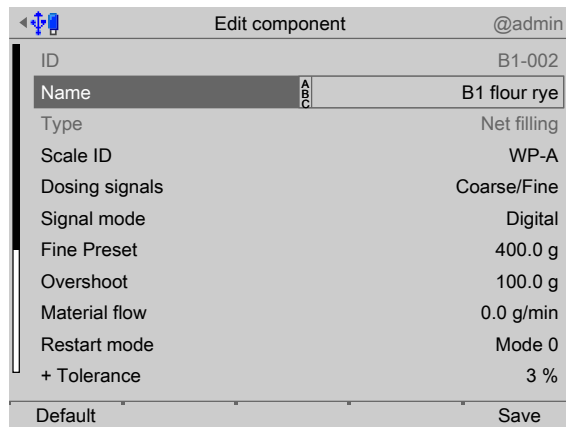 Edit component @admin
ID B1-002
Name ABC B1 flour rye
Type Net filling
Scale ID WP-A
Dosing signals Coarse/Fine
Signal mode Digital
Fine Preset 400.0 g
Overshoot 100.0 g
Material flow 0.0 g/min
Restart mode Mode 0
+ Tolerance 3 %
Default Save